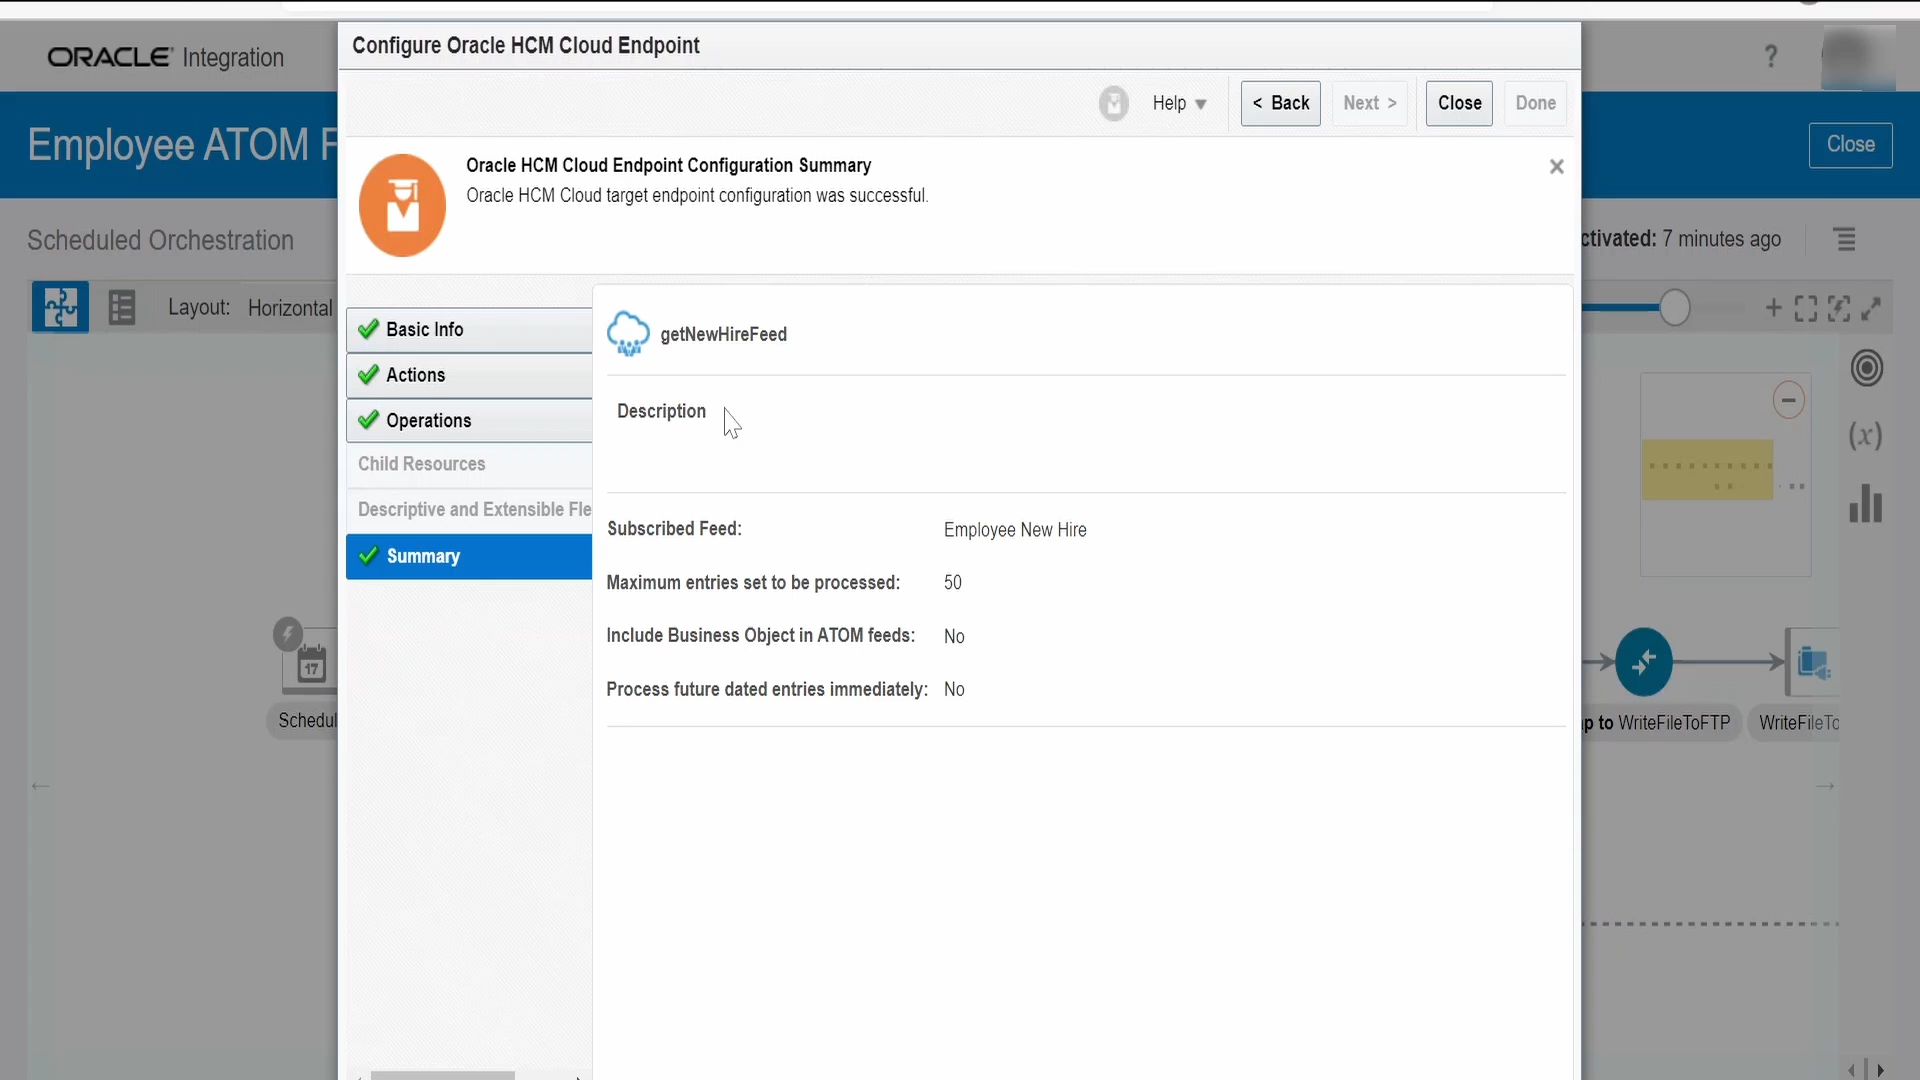 Configure Oracle HCM Cloud Endpoint
ORACLE Integration
?
Help
< Back
Next >
Close
Done
Employee ATOM F
Close
Oracle HCM Cloud Endpoint Configuration Summary
Oracle HCM Cloud target endpoint configuration was successful.
Scheduled Orchestration
ctivated: 7 minutes ago
Layout: Horizontal
Basic Info
Actions
Operations
Child Resources
Descriptive and Extensible Fle
Summary
getNewHireFeed
Description
Subscribed Feed: Employee New Hire
Maximum entries set to be processed: 50
Include Business Object in ATOM feeds: No
Process future dated entries immediately: No
(x)
17
Schedul
p to WriteFileToFTP
WriteFileTo